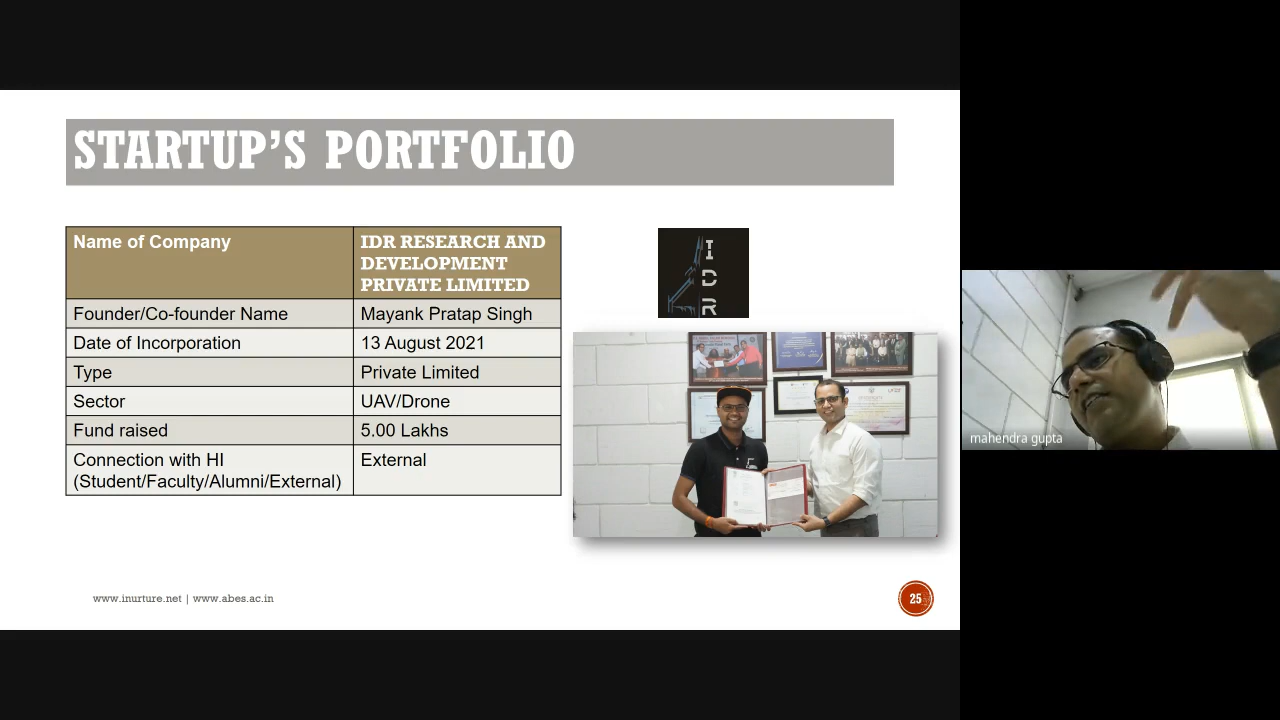 STARTUP'S PORTFOLIO
Name of Company
IDR RESEARCH AND
DEVELOPMENT
PRIVATE LIMITED
Founder/Co-founder Name
Mayank Pratap Singh
Date of Incorporation
13 August 2021
Type
Private Limited
Sector
UAV/Drone
Fund raised
5.00 Lakhs
Connection with HI
(Student/Faculty/Alumni/External)
External
I
D
R
mahendra gupta
www.inurture.net | www.abes.ac.in
25